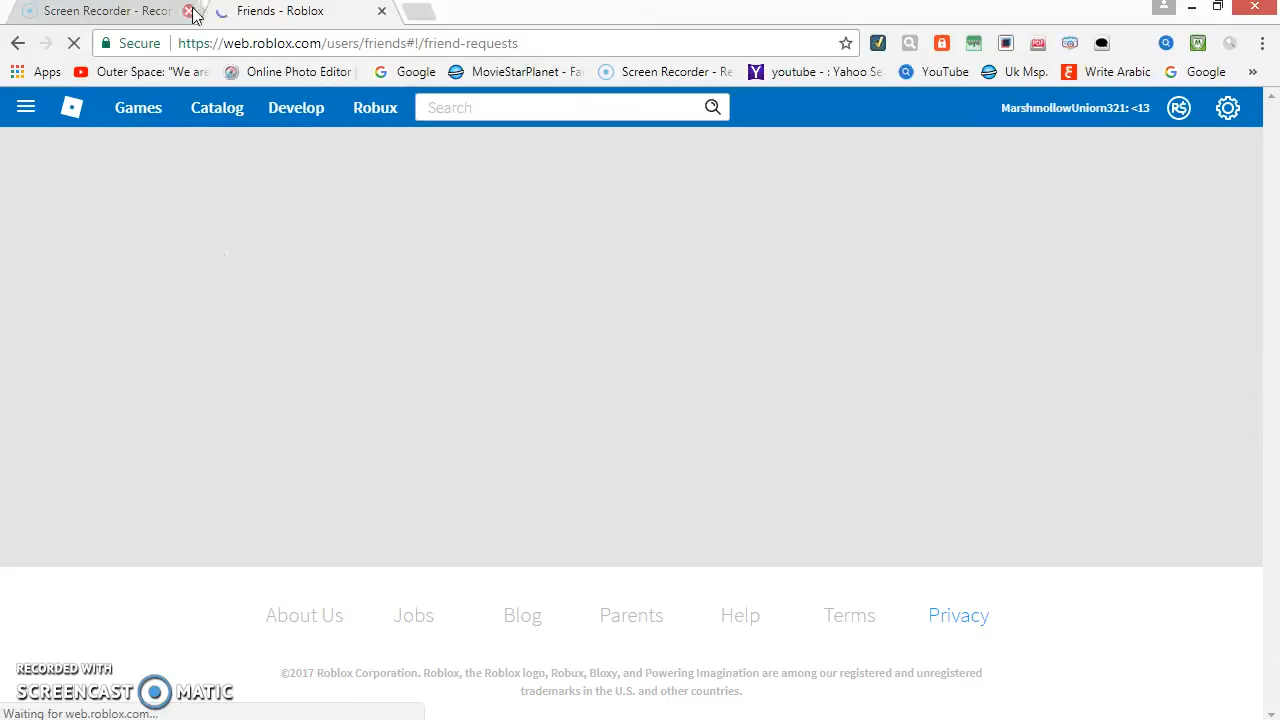 Screen Recorder - Recor
Friends - Roblox
Secure
https://web.roblox.com/users/friends#!/friend-requests
Apps
Outer Space: "We are
Online Photo Editor
Google
MovieStarPlanet - Fa
Screen Recorder - Re
youtube - : Yahoo Se
YouTube
Uk Msp.
Write Arabic
Google
Games
Catalog
Develop
Robux
Search
MarshmollowUniorn321: <13
R$
About Us
Jobs
Blog
Parents
Help
Terms
Privacy
©2017 Roblox Corporation. Roblox, the Roblox logo, Robux, Bloxy, and Powering Imagination are among our registered and unregistered
trademarks in the U.S. and other countries.
RECORDED WITH
SCREENCAST MATIC
Waiting for web.roblox.com...